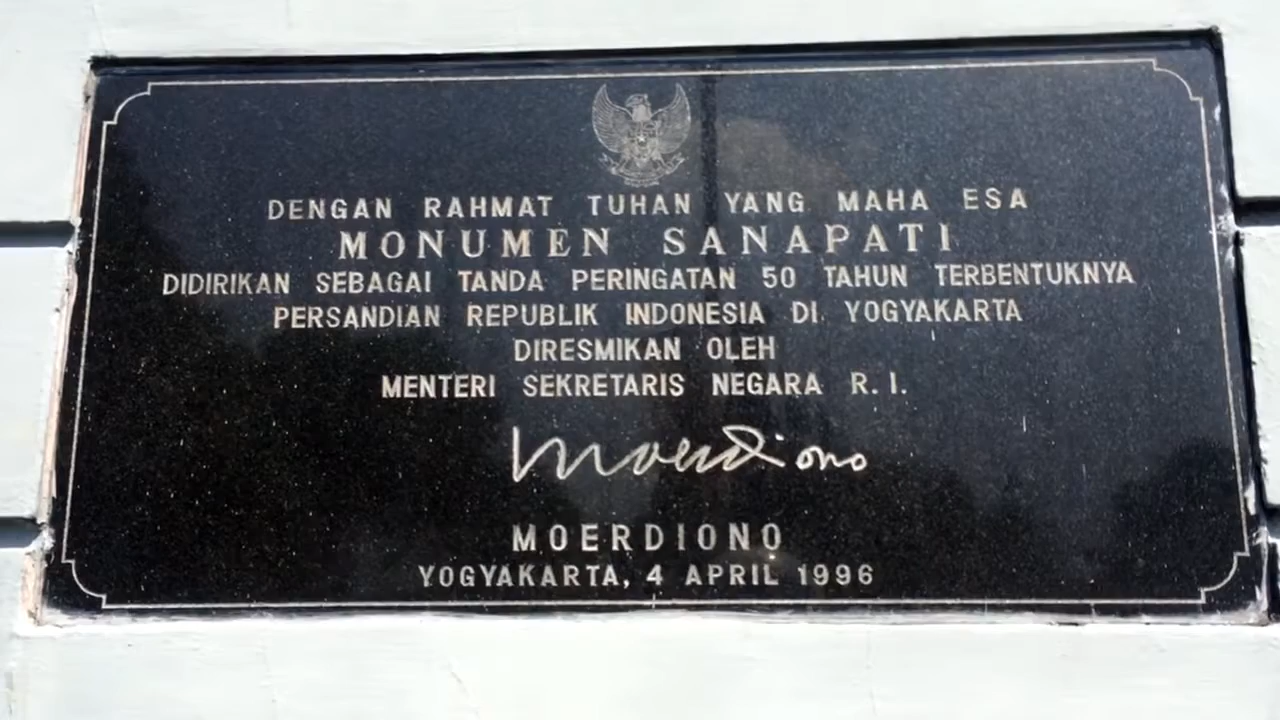 DENGAN RAHMAT TUHAN YANG MAHA ESA
MONUMEN SANAPATI
DIDIRIKAN SEBAGAI TANDA PERINGATAN 50 TAHUN TERBENTUKNYA
PERSANDIAN REPUBLIK INDONESIA DI YOGYAKARTA
DIRESMIKAN OLEH
MENTERI SEKRETARIS NEGARA R.I.
Moerdiono
MOERDIONO
YOGYAKARTA, 4 APRIL 1996